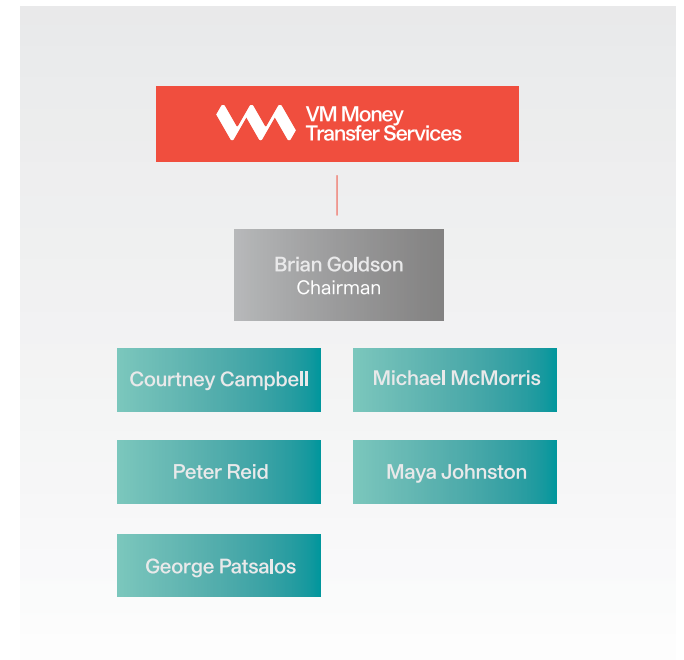 VM Money
Transfer Services
Brian Goldson
Chairman
Courtney Campbell
Michael McMorris
Peter Reid
Maya Johnston
George Patsalos